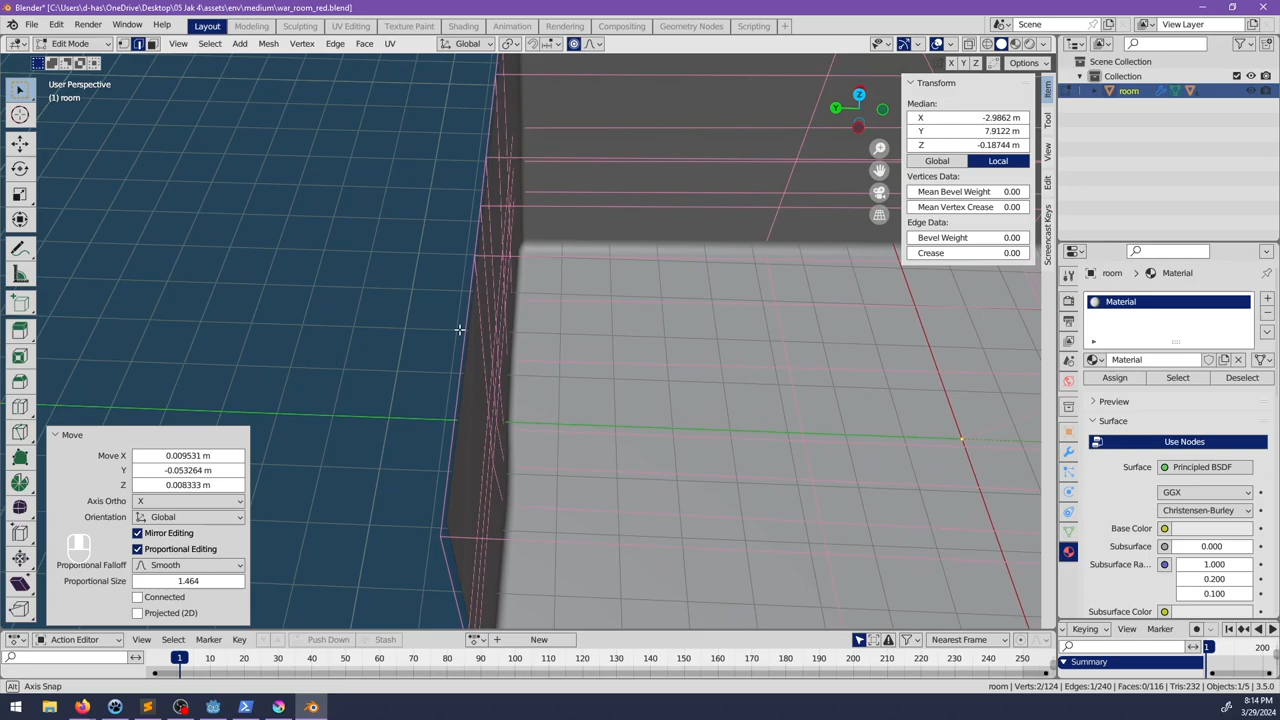 Blender* [C:\Users\d-has\OneDrive\Desktop\05 Jak 4\assets\env\medium\war_room_red.blend]
File Edit Render Window Help Layout Modeling Sculpting UV Editing Texture Paint Shading Animation Rendering Compositing Geometry Nodes Scripting + Scene View Layer
Edit Mode View Select Add Mesh Vertex Edge Face UV Global
X Y Z Options
User Perspective
(1) room
Transform
Median:
X -2.9862 m
Y 7.9122 m
Z -0.18744 m
Global Local
Vertices Data:
Mean Bevel Weight 0.00
Mean Vertex Crease 0.00
Edge Data:
Bevel Weight 0.00
Crease 0.00
Item
Tool
View
Edit
Screencast Keys
Z
Y
Scene Collection
Collection
room
room > Material
Material
Material
Assign Select Deselect
Preview
Surface
Use Nodes
Surface Principled BSDF
GGX
Christensen-Burley
Base Color
Subsurface 0.000
Subsurface Ra... 1.000
0.200
0.100
Subsurface Color
Move
Move X 0.009531 m
Y -0.053264 m
Z 0.008333 m
Axis Ortho X
Orientation Global
Mirror Editing
Proportional Editing
Proportional Falloff Smooth
Proportional Size 1.464
Connected
Projected (2D)
Action Editor View Select Marker Key Push Down Stash New Nearest Frame
1 10 20 30 40 50 60 70 80 90 100 110 120 130 140 150 160 170 180 190 200 210 220 230 240 250
Keying View Marker
1 200
Summary
Alt Axis Snap
room | Verts:2/124 | Edges:1/240 | Faces:0/116 | Tris:232 | Objects:1/5 | 3.5.0
8:14 PM
3/29/2024